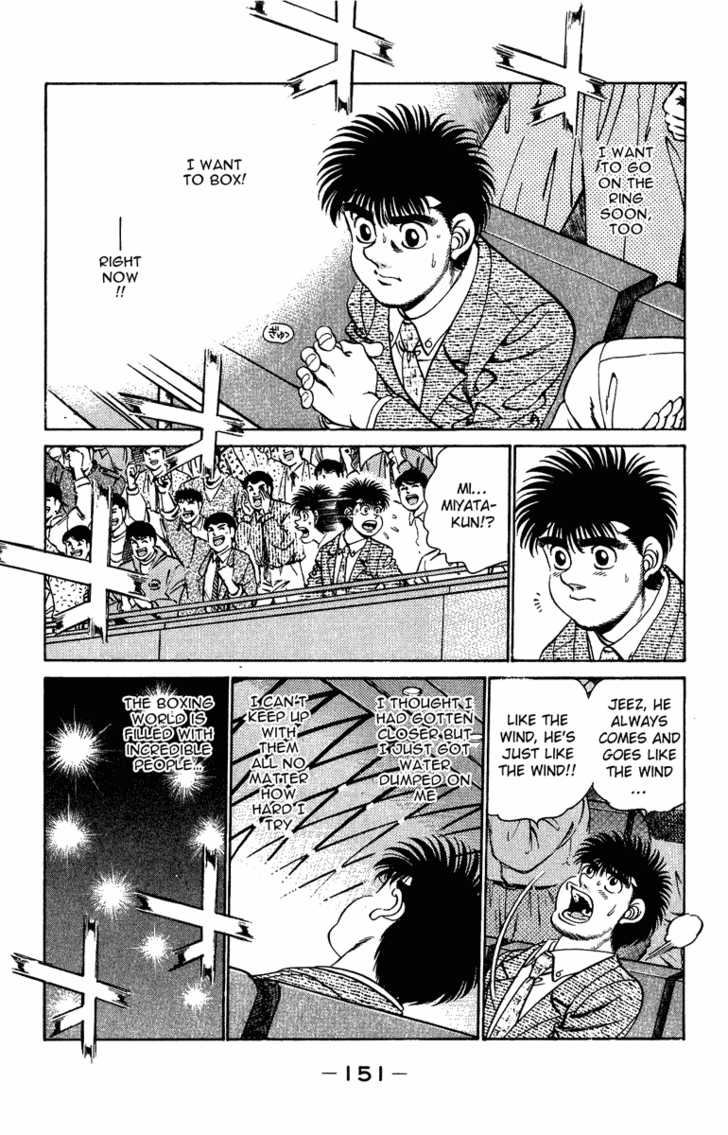 I WANT
TO GO
ON THE
RING
SOON,
TOO
I WANT
TO BOX!
RIGHT
NOW
!!
ぎゅっ
MI...
MIYATA-
KUN!?
JEEZ, HE
ALWAYS
COMES AND
GOES LIKE
THE WIND
...
LIKE THE
WIND, HE'S
JUST LIKE
THE WIND!!
I THOUGHT I
HAD GOTTEN
CLOSER BUT
I JUST GOT
WATER
DUMPED ON
ME
I CAN'T
KEEP UP
WITH
THEM
ALL NO
MATTER
HOW
HARD I
TRY
THE BOXING
WORLD IS
FILLED WITH
INCREDIBLE
PEOPLE...
-151-